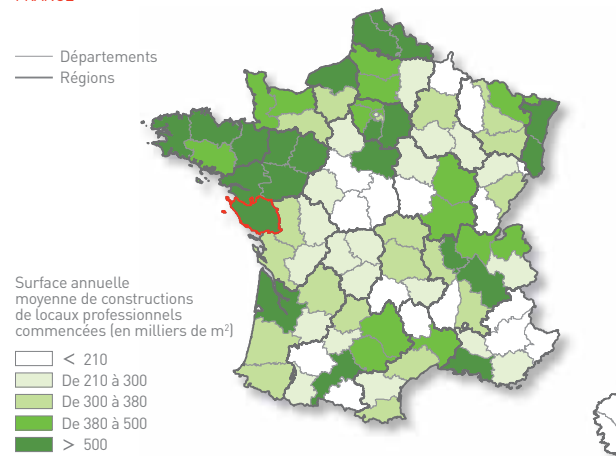 FRANCE
Départements
Régions
Surface annuelle
moyenne de constructions
de locaux professionnels
commencées (en milliers de m²)
< 210
De 210 à 300
De 300 à 380
De 380 à 500
> 500